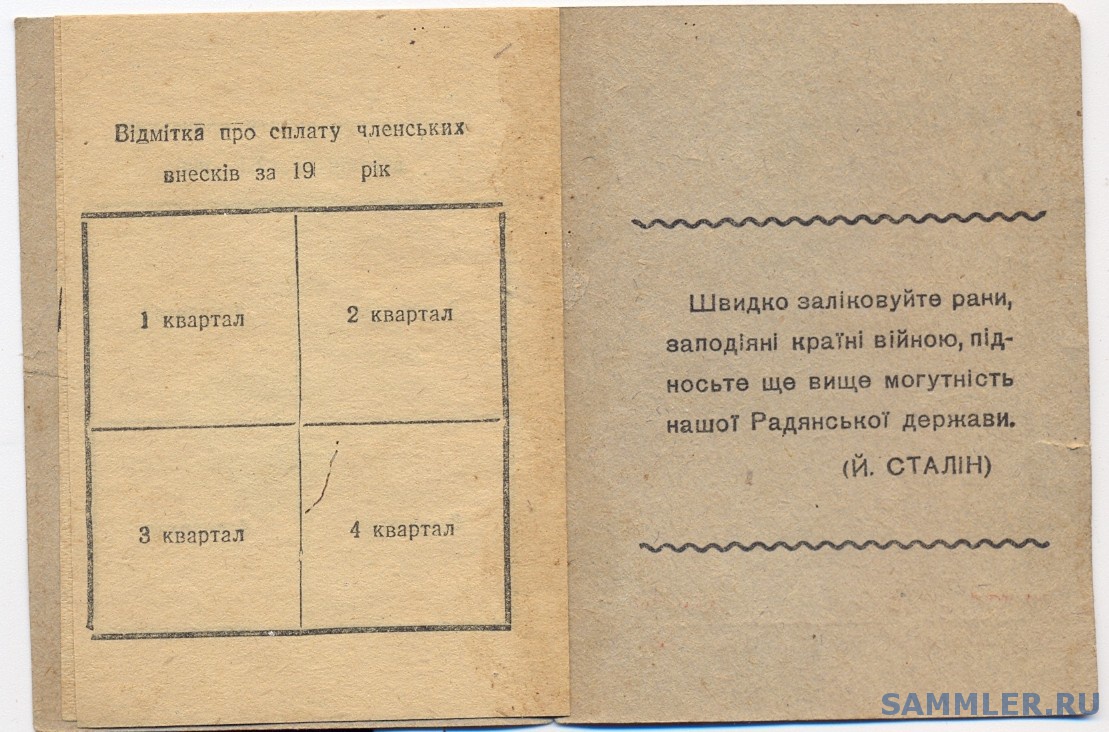 Відмітка про сплату членських
внесків за 19 рік
1 квартал
2 квартал
3 квартал
4 квартал
Швидко заліковуйте рани,
заподіяні країні війною, під-
носьте ще вище могутність
нашої Радянської держави.
(Й. СТАЛІН)
SAMMLER.RU